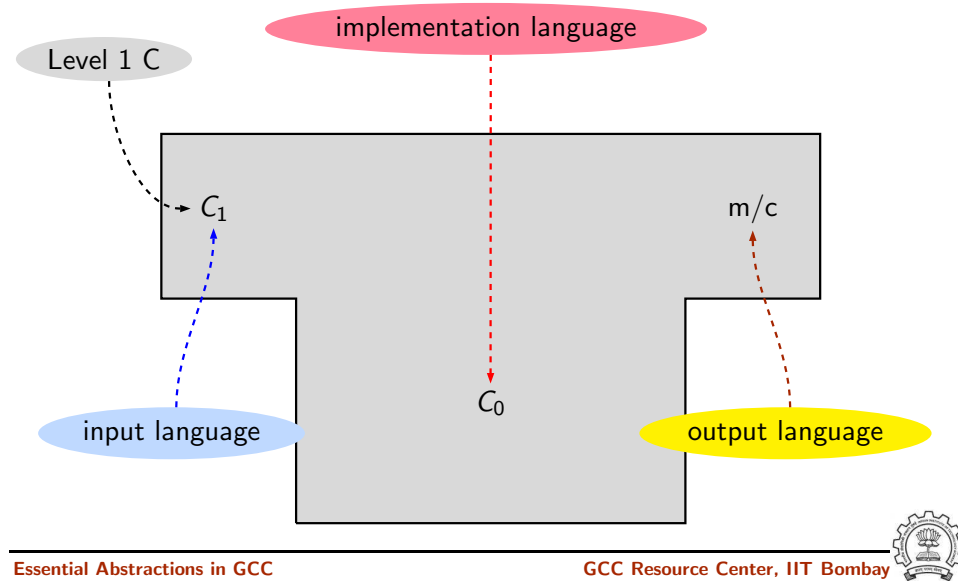 implementation language
Level 1 C
C₁
m/c
C₀
input language
output language
Essential Abstractions in GCC
GCC Resource Center, IIT Bombay